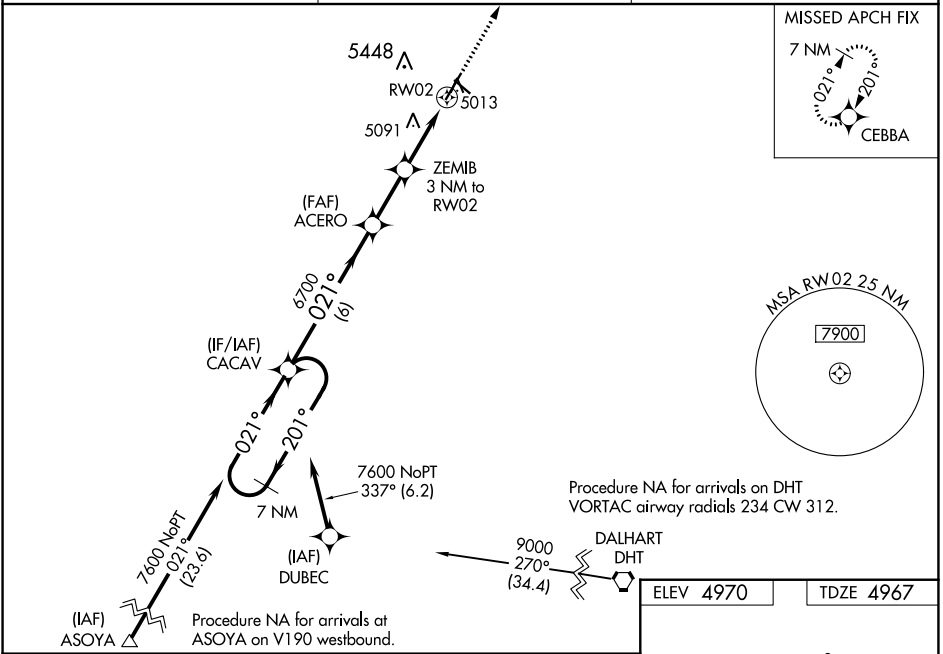 MISSED APCH FIX
7 NM
021°
201°
CEBBA
5448
RW02
5013
5091
ZEMIB
3 NM to
RW02
(FAF)
ACERO
6700
021°
(6)
MSA RW02 25 NM
7900
(IF/IAF)
CACAV
021°
201°
7 NM
7600 NoPT
337° (6.2)
(IAF)
DUBEC
Procedure NA for arrivals on DHT
VORTAC airway radials 234 CW 312.
9000
270°
(34.4)
DALHART
DHT
7600 NoPT
021°
(23.6)
(IAF)
ASOYA
Procedure NA for arrivals at
ASOYA on V190 westbound.
ELEV 4970
TDZE 4967